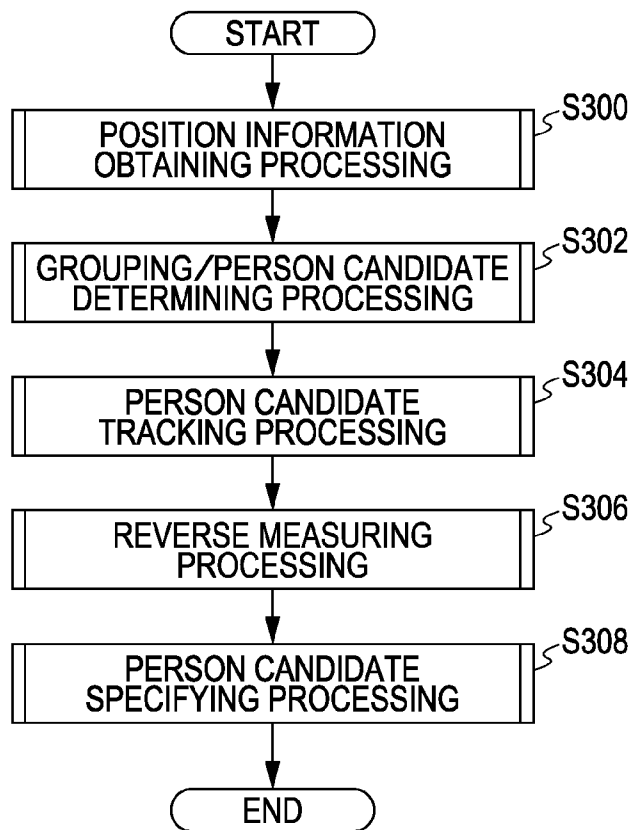 START
S300
POSITION INFORMATION
OBTAINING PROCESSING
S302
GROUPING/PERSON CANDIDATE
DETERMINING PROCESSING
S304
PERSON CANDIDATE
TRACKING PROCESSING
S306
REVERSE MEASURING
PROCESSING
S308
PERSON CANDIDATE
SPECIFYING PROCESSING
END